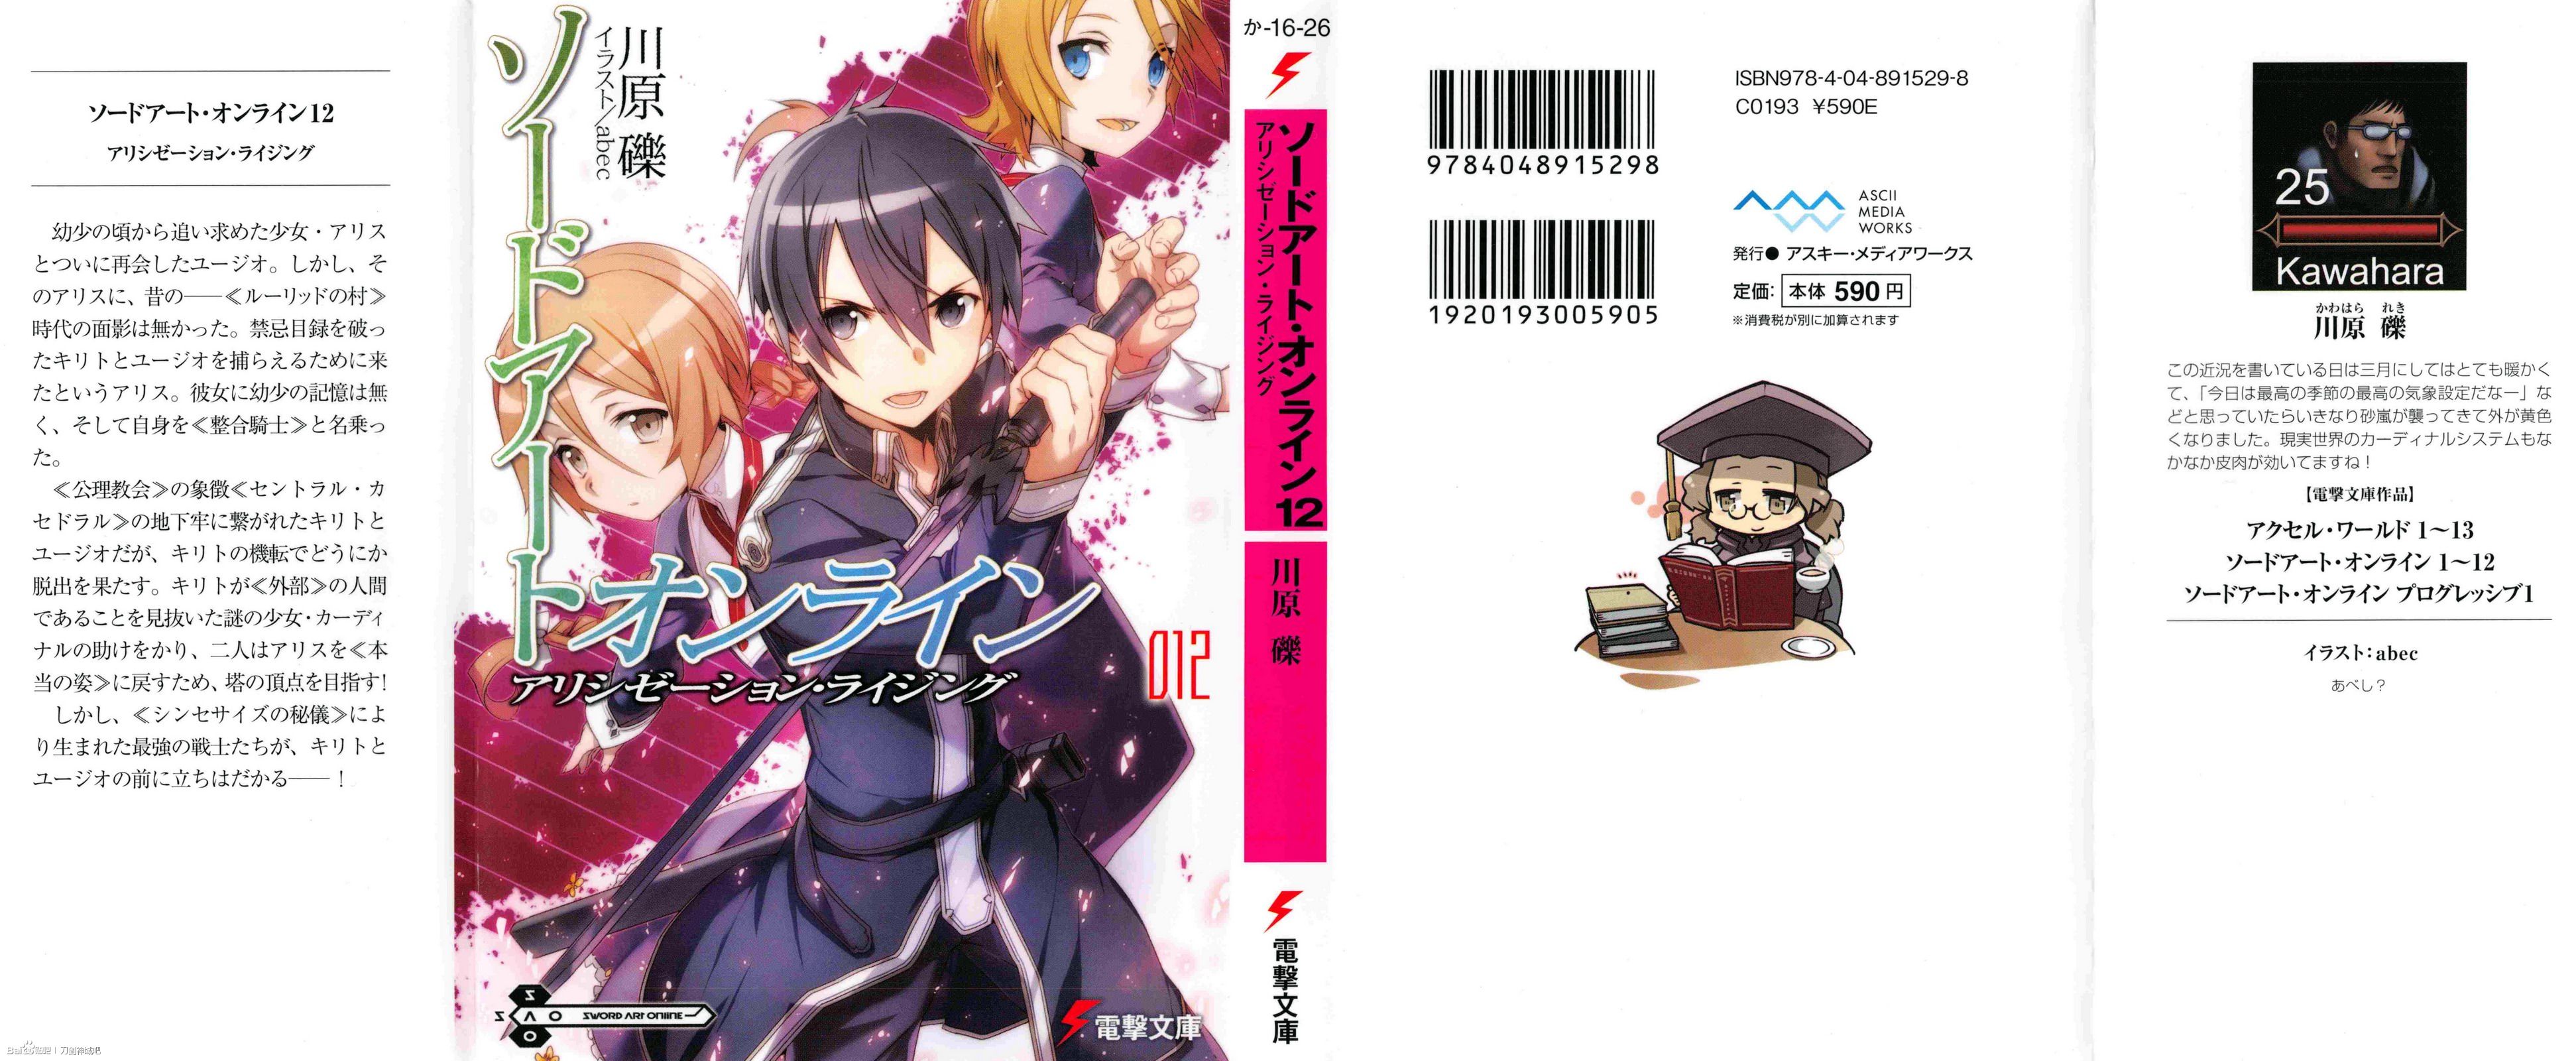 ソードアート・オンライン12
アリシゼーション・ライジング
幼少の頃から追い求めた少女・アリス
とついに再会したユージオ。しかし、そ
のアリスに、昔の──≪ルーリッドの村≫
時代の面影は無かった。禁忌目録を破っ
たキリトとユージオを捕らえるために来
たというアリス。彼女に幼少の記憶は無
く、そして自身を≪整合騎士≫と名乗っ
た。
≪公理教会≫の象徴≪セントラル・カ
セドラル≫の地下牢に繋がれたキリトと
ユージオだが、キリトの機転でどうにか
脱出を果たす。キリトが≪外部≫の人間
であることを見抜いた謎の少女・カーディ
ナルの助けをかり、二人はアリスを≪本
当の姿≫に戻すため、塔の頂点を目指す!
しかし、≪シンセサイズの秘儀≫によ
り生まれた最強の戦士たちが、キリトと
ユージオの前に立ちはだかる──！
ソードアート
オンライン
アリシゼーション・ライジング
012
川原 礫
イラスト/abec
S
SAO
O
SWORD ART ONLINE
電撃文庫
か-16-26
ソードアート・オンライン12
アリシゼーション・ライジング
川原 礫
電撃文庫
9784048915298
1920193005905
ISBN978-4-04-891529-8
C0193 ¥590E
ASCII
MEDIA
WORKS
発行● アスキー・メディアワークス
定価: 本体 590 円
※消費税が別に加算されます
25
Kawahara
かわはら れき
川原 礫
この近況を書いている日は三月にしてはとても暖かく
て、「今日は最高の季節の最高の気象設定だなー」な
どと思っていたらいきなり砂嵐が襲ってきて外が黄色
くなりました。現実世界のカーディナルシステムもな
かなか皮肉が効いてますね！
【電撃文庫作品】
アクセル・ワールド 1〜13
ソードアート・オンライン 1〜12
ソードアート・オンライン プログレッシブ1
イラスト：abec
あべし？
Bai贴吧 | 刀剑神域吧